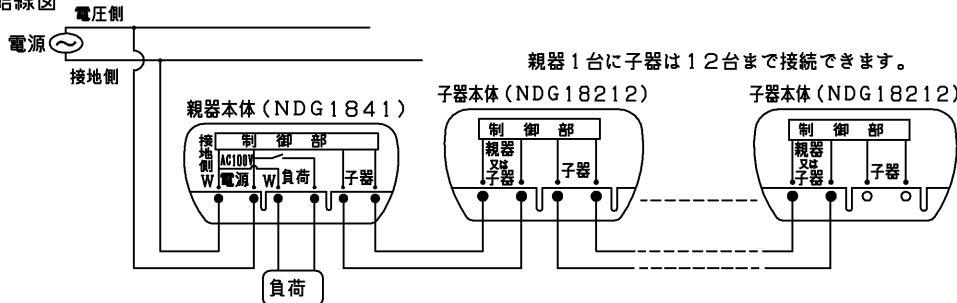 結線図
電圧側
電源
接地側
親器1台に子器は12台まで接続できます。
親器本体(NDG1841)
制御部
接地側
W
AC100V
電源
W
負荷
子器
負荷
子器本体(NDG18212)
制御部
親器
又は
子器
子器
子器本体(NDG18212)
制御部
親器
又は
子器
子器